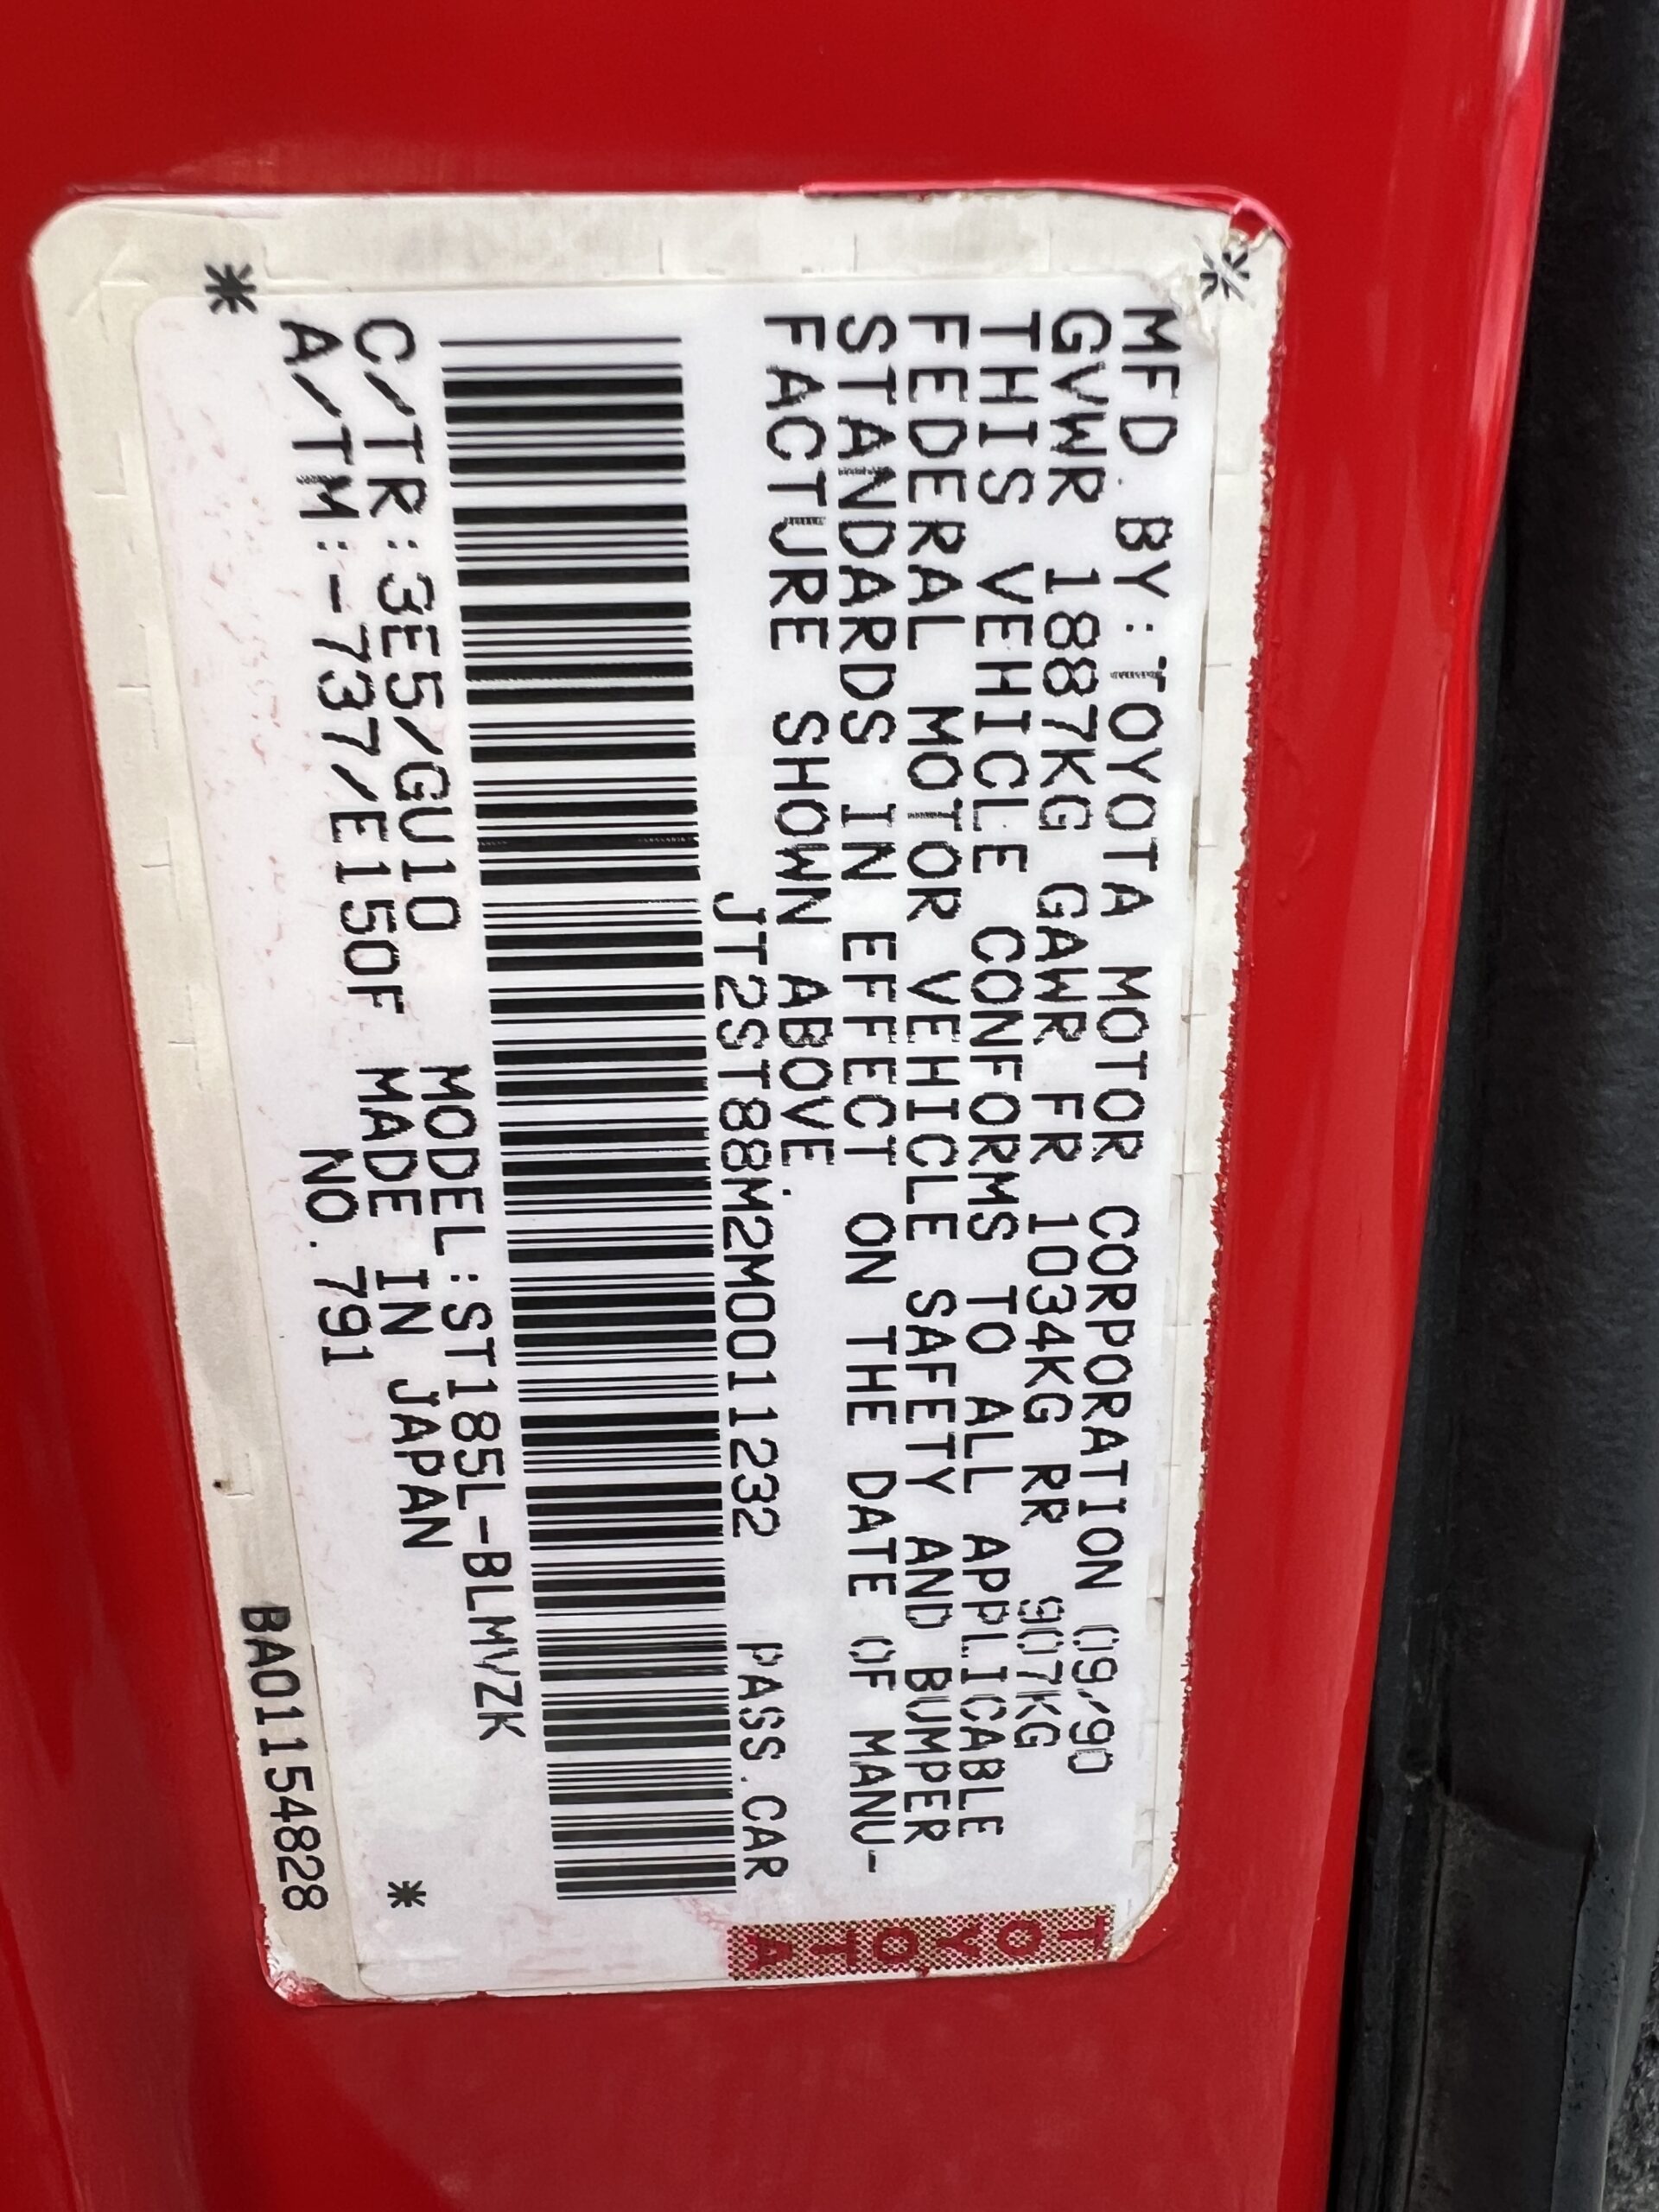 *
MFD. BY:TOYOTA MOTOR CORPORATION 09/90
GVWR 1887KG GAWR FR 1034KG RR 907KG
THIS VEHICLE CONFORMS TO ALL APPLICABLE
FEDERAL MOTOR VEHICLE SAFETY AND BUMPER
STANDARDS IN EFFECT ON THE DATE OF MANU-
FACTURE SHOWN ABOVE.
JT2ST88M2M0011232 PASS.CAR
C/TR:3E5/GU10 MODEL:ST185L-BLMVZK
A/TM:-737/E150F MADE IN JAPAN
NO.791
* *
BA01154828
TOYOTA